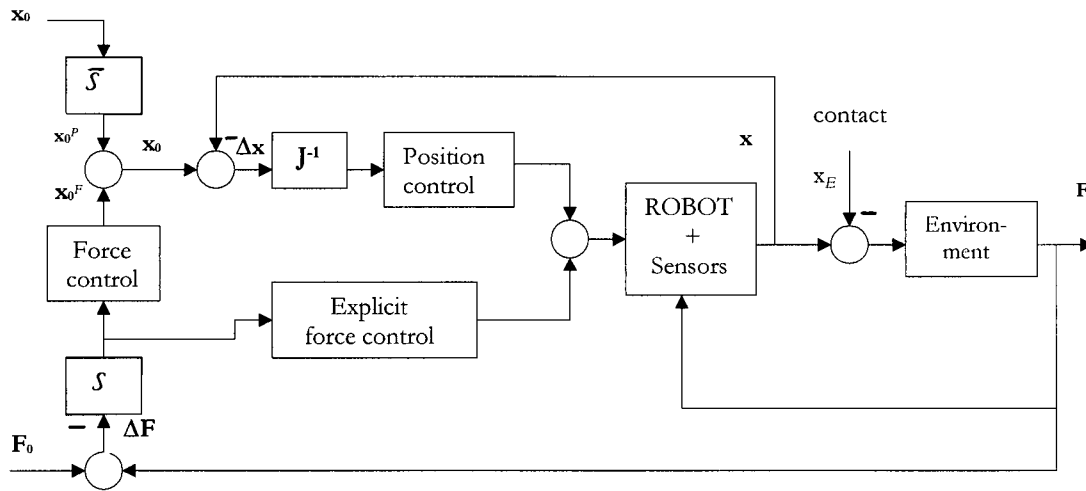 x₀
S̄
x₀ᴾ
x₀
x₀ᶠ
−
Δx
J⁻¹
Position
control
x
contact
x_E
−
ROBOT
+
Sensors
Environ-
ment
F
Force
control
Explicit
force control
S
−
ΔF
F₀